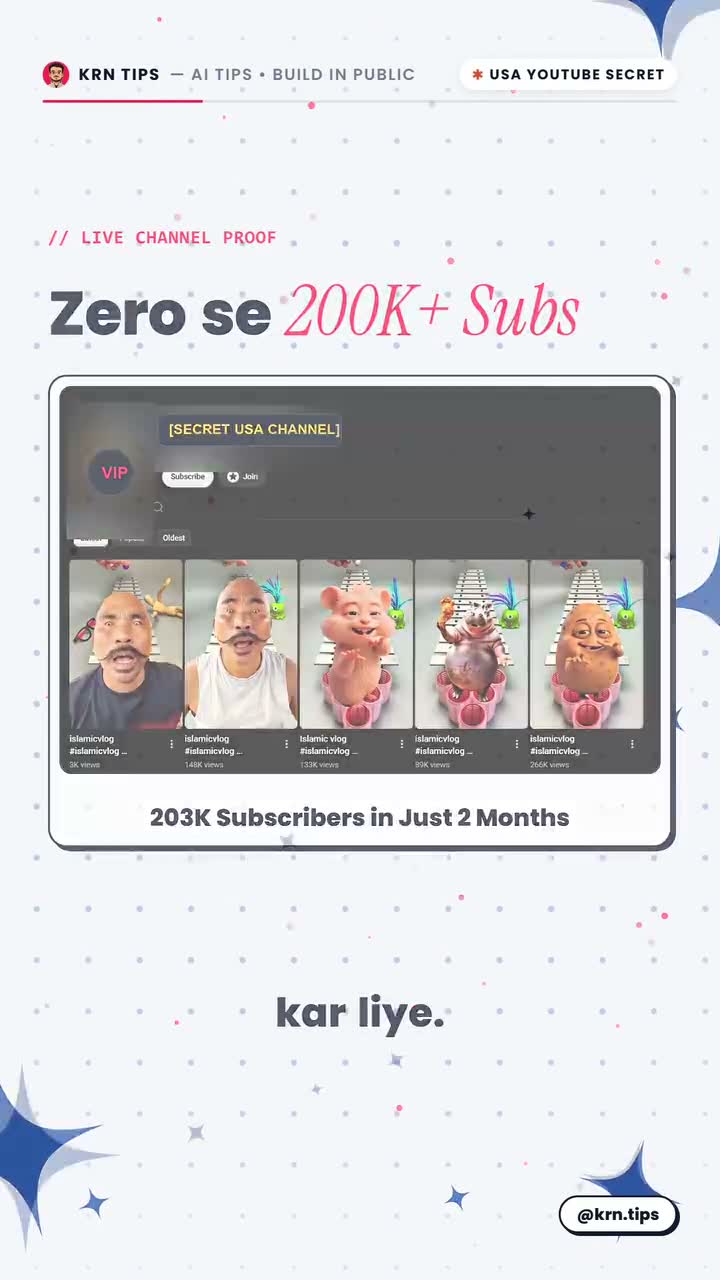 KRN TIPS — AI TIPS • BUILD IN PUBLIC
✱ USA YOUTUBE SECRET
// LIVE CHANNEL PROOF
Zero se 200K+ Subs
[SECRET USA CHANNEL]
VIP
Subscribe
Join
Oldest
islamicvlog
#islamicvlog ...
3K views
islamicvlog
#islamicvlog ...
148K views
Islamic vlog
#islamicvlog ...
133K views
islamicvlog
#islamicvlog ...
89K views
islamicvlog
#islamicvlog ...
266K views
203K Subscribers in Just 2 Months
kar liye.
@krn.tips